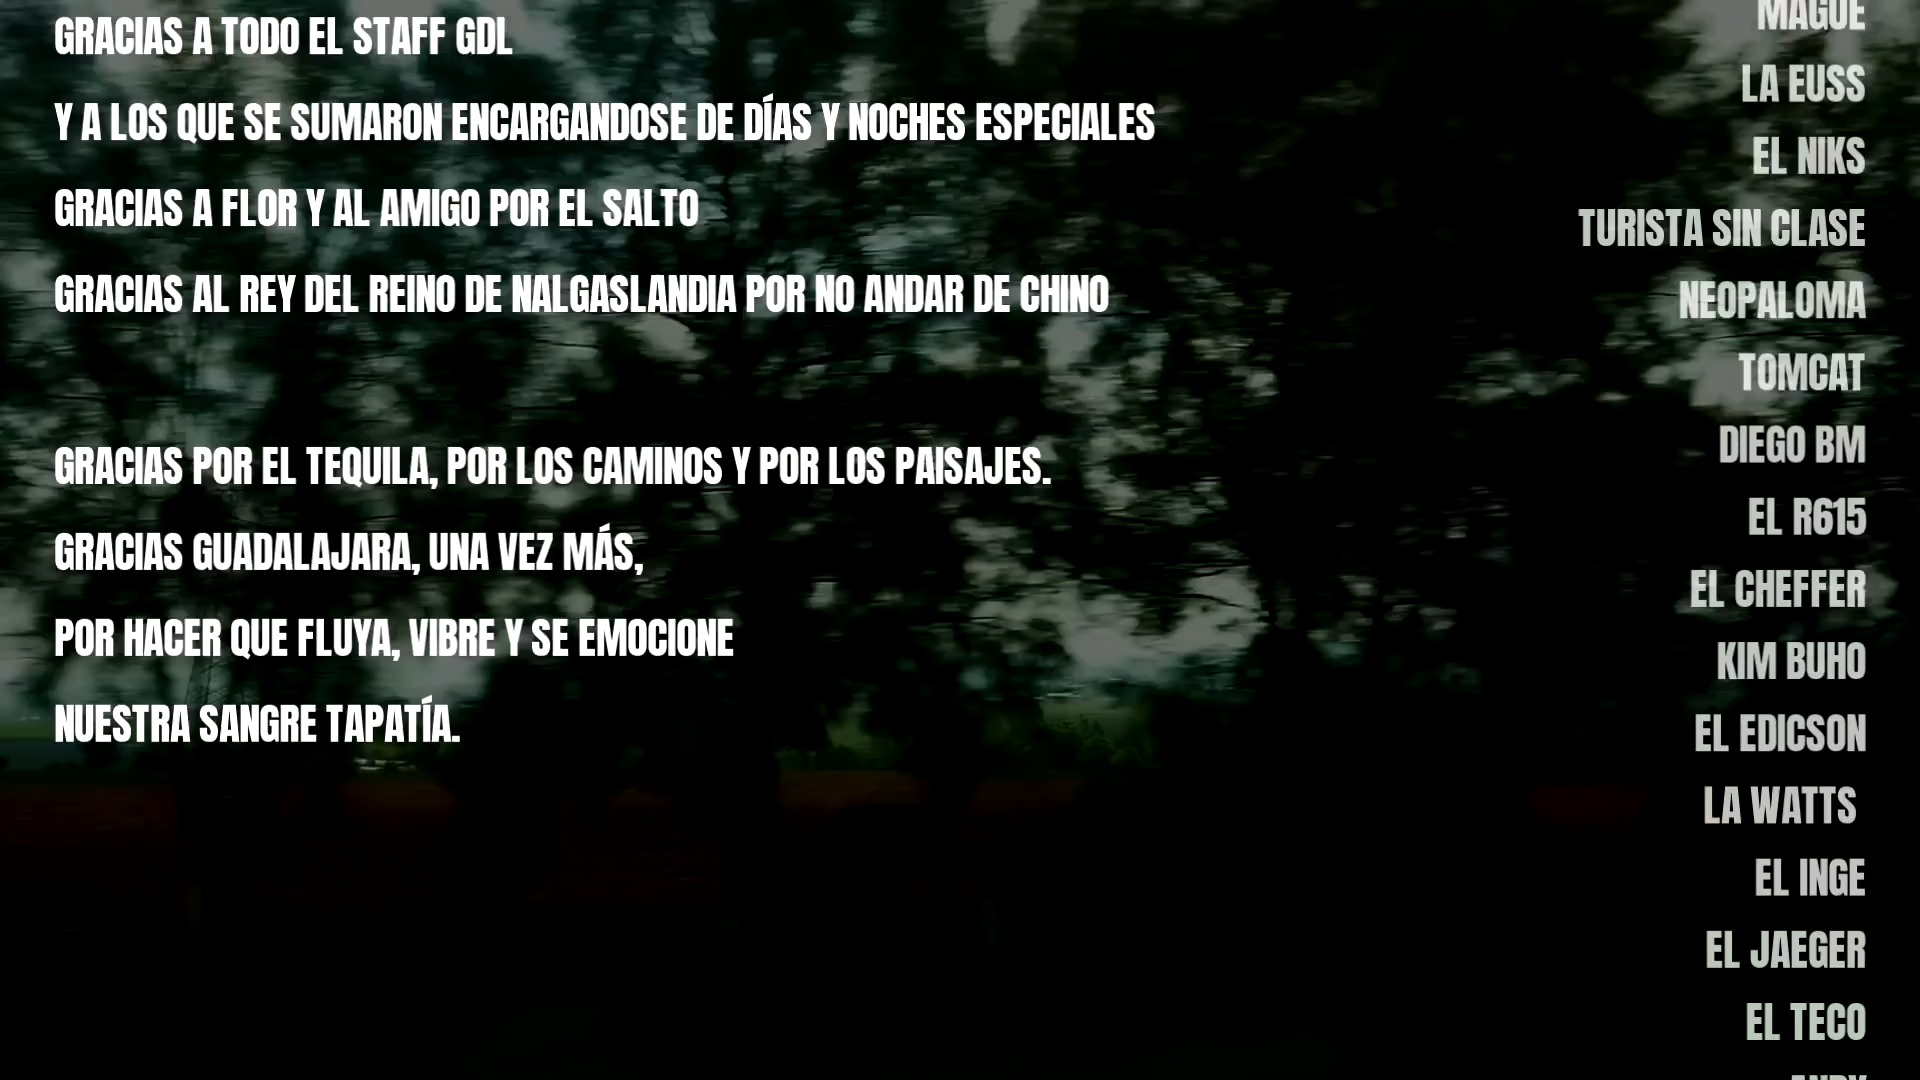 GRACIAS A TODO EL STAFF GDL
Y A LOS QUE SE SUMARON ENCARGANDOSE DE DÍAS Y NOCHES ESPECIALES
GRACIAS A FLOR Y AL AMIGO POR EL SALTO
GRACIAS AL REY DEL REINO DE NALGASLANDIA POR NO ANDAR DE CHINO
GRACIAS POR EL TEQUILA, POR LOS CAMINOS Y POR LOS PAISAJES.
GRACIAS GUADALAJARA, UNA VEZ MÁS,
POR HACER QUE FLUYA, VIBRE Y SE EMOCIONE
NUESTRA SANGRE TAPATÍA.
MAGUE
LA EUSS
EL NIKS
TURISTA SIN CLASE
NEOPALOMA
TOMCAT
DIEGO BM
EL R615
EL CHEFFER
KIM BUHO
EL EDICSON
LA WATTS
EL INGE
EL JAEGER
EL TECO